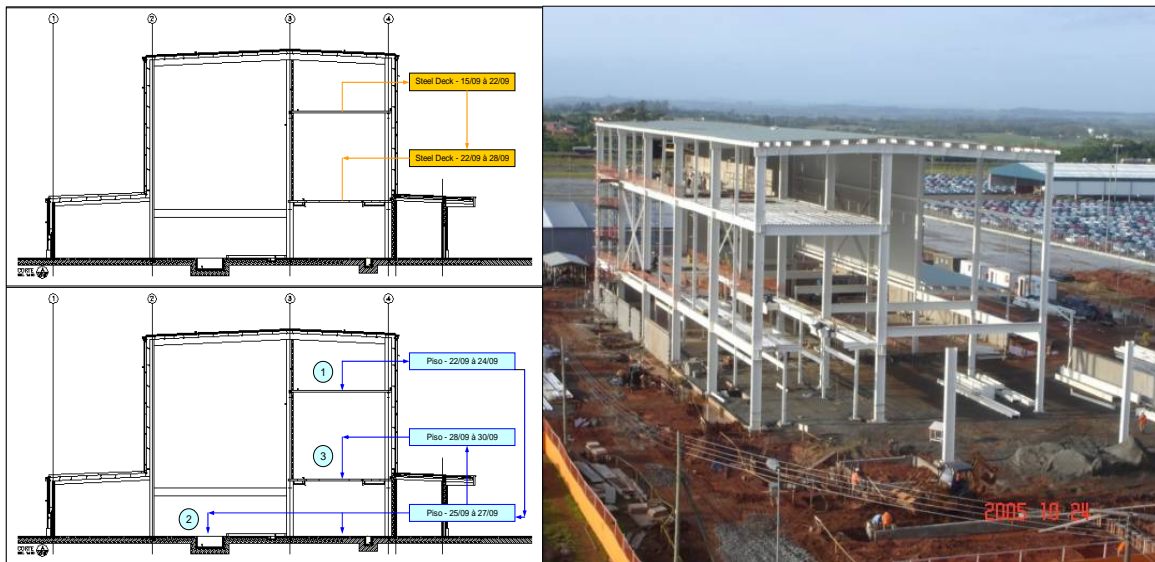 1 2 3 4
Steel Deck - 15/09 à 22/09
Steel Deck - 22/09 à 28/09
CORTE
1 2 3 4
Piso - 22/09 à 24/09
1
Piso - 28/09 à 30/09
3
Piso - 25/09 à 27/09
2
CORTE
2005 10 24